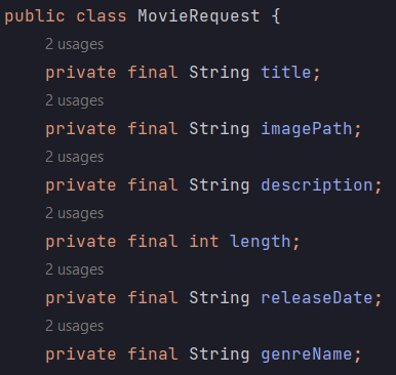 public class MovieRequest {
2 usages
private final String title;
2 usages
private final String imagePath;
2 usages
private final String description;
2 usages
private final int length;
2 usages
private final String releaseDate;
2 usages
private final String genreName;